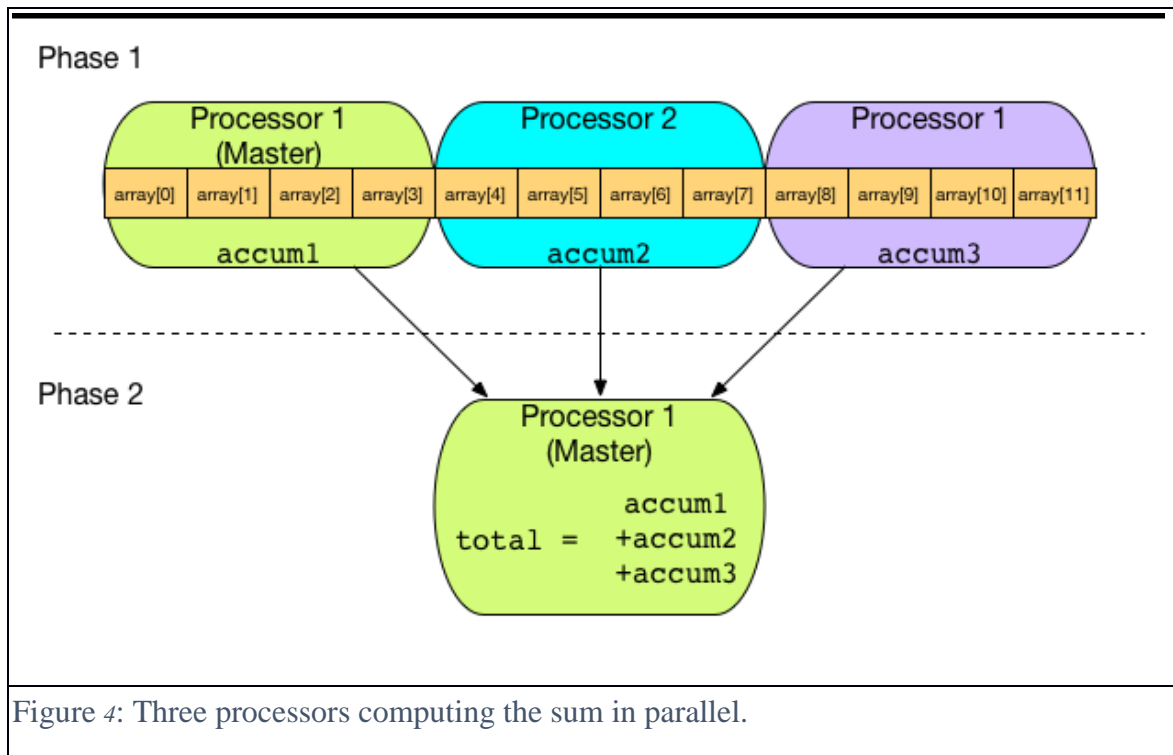 Phase 1
Processor 1
(Master)
Processor 2
Processor 1
array[0] array[1] array[2] array[3] array[4] array[5] array[6] array[7] array[8] array[9] array[10] array[11]
accum1
accum2
accum3
Phase 2
Processor 1
(Master)
accum1
total = +accum2
+accum3
Figure 4: Three processors computing the sum in parallel.